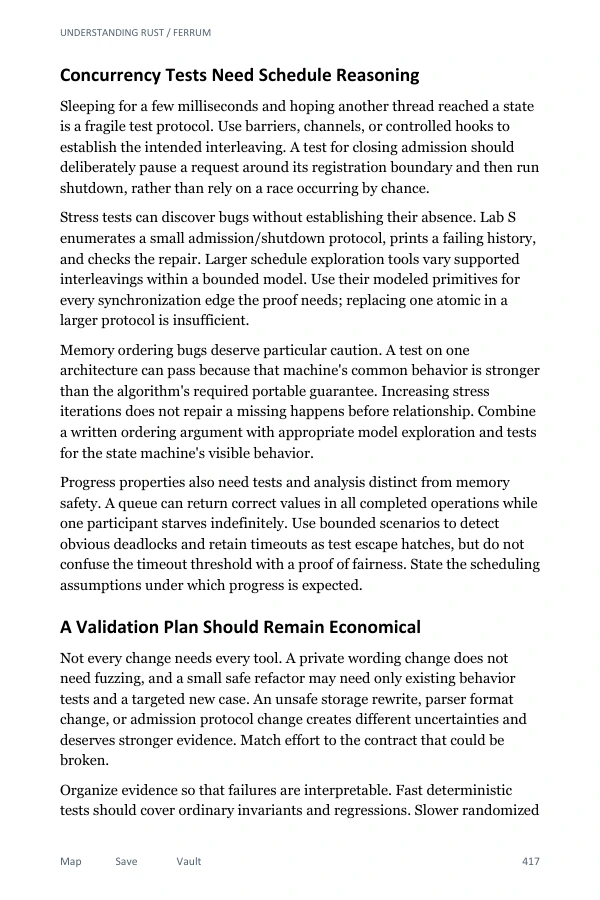 UNDERSTANDING RUST / FERRUM
Concurrency Tests Need Schedule Reasoning
Sleeping for a few milliseconds and hoping another thread reached a state
is a fragile test protocol. Use barriers, channels, or controlled hooks to
establish the intended interleaving. A test for closing admission should
deliberately pause a request around its registration boundary and then run
shutdown, rather than rely on a race occurring by chance.
Stress tests can discover bugs without establishing their absence. Lab S
enumerates a small admission/shutdown protocol, prints a failing history,
and checks the repair. Larger schedule exploration tools vary supported
interleavings within a bounded model. Use their modeled primitives for
every synchronization edge the proof needs; replacing one atomic in a
larger protocol is insufficient.
Memory ordering bugs deserve particular caution. A test on one
architecture can pass because that machine's common behavior is stronger
than the algorithm's required portable guarantee. Increasing stress
iterations does not repair a missing happens before relationship. Combine
a written ordering argument with appropriate model exploration and tests
for the state machine's visible behavior.
Progress properties also need tests and analysis distinct from memory
safety. A queue can return correct values in all completed operations while
one participant starves indefinitely. Use bounded scenarios to detect
obvious deadlocks and retain timeouts as test escape hatches, but do not
confuse the timeout threshold with a proof of fairness. State the scheduling
assumptions under which progress is expected.
A Validation Plan Should Remain Economical
Not every change needs every tool. A private wording change does not
need fuzzing, and a small safe refactor may need only existing behavior
tests and a targeted new case. An unsafe storage rewrite, parser format
change, or admission protocol change creates different uncertainties and
deserves stronger evidence. Match effort to the contract that could be
broken.
Organize evidence so that failures are interpretable. Fast deterministic
tests should cover ordinary invariants and regressions. Slower randomized
Map Save Vault 417